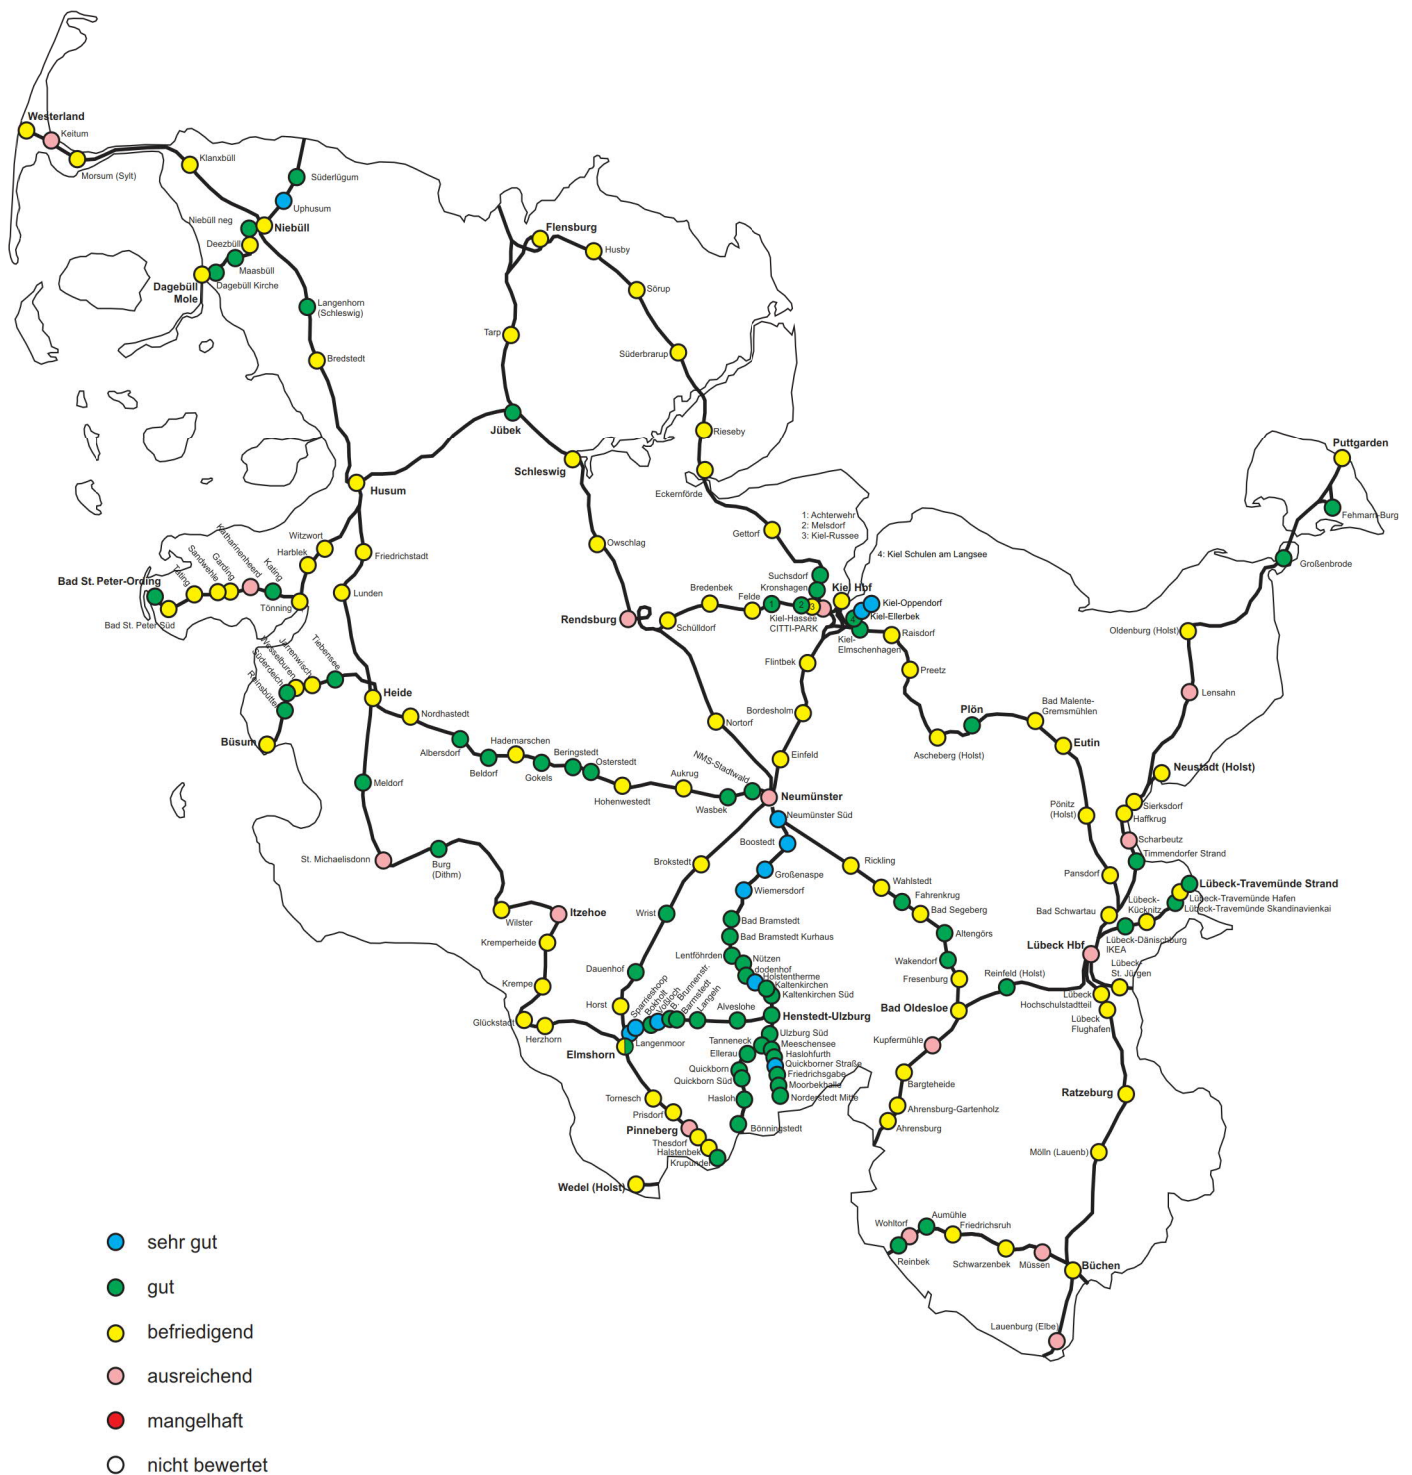 Westerland
Keitum
Morsum (Sylt)
Klanxbüll
Süderlügum
Uphusum
Niebüll neg
Niebüll
Deezbüll
Maasbüll
Dagebüll Kirche
Dagebüll
Mole
Langenhorn
(Schleswig)
Bredstedt
Flensburg
Husby
Sörup
Tarp
Süderbrarup
Jübek
Rieseby
Schleswig
Eckernförde
Husum
Puttgarden
Fehmarn-Burg
Großenbrode
Gettorf
1: Achterwehr
2: Melsdorf
3: Kiel-Russee
4: Kiel Schulen am Langsee
Owschlag
Witzwort
Harblek
Friedrichstadt
Katharinenheerd
Kating
Garding
Sandwehle
Tating
Bad St. Peter-Ording
Bad St. Peter Süd
Tönning
Lunden
Suchsdorf
Kronshagen
Kiel Hbf
Bredenbek
Felde
1
2
3
4
Kiel-Oppendorf
Kiel-Ellerbek
Kiel-Hassee
CITTI-PARK
Kiel-
Elmschenhagen
Raisdorf
Rendsburg
Schülldorf
Oldenburg (Holst)
Flintbek
Preetz
Lensahn
Tiebensee
Jarrenwisch
Wesselburen
Süderdeich
Reinsbüttel
Heide
Büsum
Nordhastedt
Nortorf
Bordesholm
Plön
Bad Malente-
Gremsmühlen
Ascheberg (Holst)
Eutin
Albersdorf
Beldorf
Hademarschen
Gokels
Beringstedt
Osterstedt
Hohenwestedt
Aukrug
Wasbek
NMS-Stadtwald
Einfeld
Neumünster
Neumünster Süd
Neustadt (Holst)
Meldorf
Pönitz
(Holst)
Sierksdorf
Haffkrug
Scharbeutz
Timmendorfer Strand
St. Michaelisdonn
Burg
(Dithm)
Brokstedt
Boostedt
Großenaspe
Wiemersdorf
Rickling
Wahlstedt
Fahrenkrug
Bad Segeberg
Altengörs
Wakendorf
Fresenburg
Pansdorf
Lübeck-Travemünde Strand
Lübeck-Travemünde Hafen
Lübeck-Travemünde Skandinavienkai
Lübeck-
Kücknitz
Bad Schwartau
Lübeck-Dänischburg
IKEA
Lübeck Hbf
Lübeck-
St. Jürgen
Lübeck
Hochschulstadtteil
Lübeck
Flughafen
Reinfeld (Holst)
Wilster
Itzehoe
Kremperheide
Krempe
Glückstadt
Herzhorn
Wrist
Dauenhof
Horst
Elmshorn
Bad Bramstedt
Bad Bramstedt Kurhaus
Lentföhrden
Nützen
dodenhof
Holstentherme
Kaltenkirchen
Kaltenkirchen Süd
Sparrieshoop
Bokholt
Voßloch
B. Brunnenstr.
Barmstedt
Langeln
Langenmoor
Alveslohe
Henstedt-Ulzburg
Ulzburg Süd
Tanneneck
Meeschensee
Ellerau
Haslohfurth
Quickborner Straße
Quickborn
Friedrichsgabe
Quickborn Süd
Moorbekhalle
Hasloh
Norderstedt Mitte
Bönningstedt
Bad Oldesloe
Kupfermühle
Bargteheide
Ahrensburg-Gartenholz
Ahrensburg
Ratzeburg
Tornesch
Prisdorf
Pinneberg
Thesdorf
Halstenbek
Krupunder
Wedel (Holst)
Mölln (Lauenb)
Wohltorf
Aumühle
Friedrichsruh
Reinbek
Schwarzenbek
Müssen
Büchen
Lauenburg (Elbe)
sehr gut
gut
befriedigend
ausreichend
mangelhaft
nicht bewertet